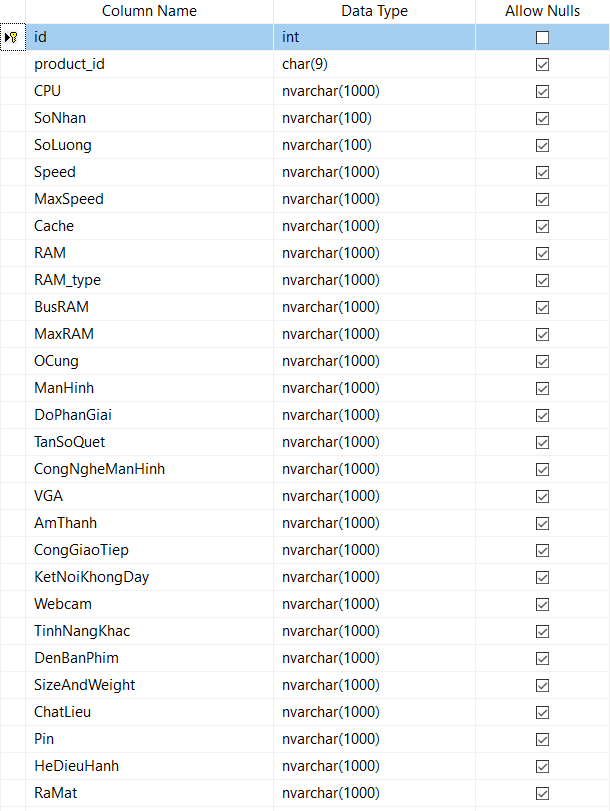 Column Name Data Type Allow Nulls
id int
product_id char(9)
CPU nvarchar(1000)
SoNhan nvarchar(100)
SoLuong nvarchar(100)
Speed nvarchar(1000)
MaxSpeed nvarchar(1000)
Cache nvarchar(1000)
RAM nvarchar(1000)
RAM_type nvarchar(1000)
BusRAM nvarchar(1000)
MaxRAM nvarchar(1000)
OCung nvarchar(1000)
ManHinh nvarchar(1000)
DoPhanGiai nvarchar(1000)
TanSoQuet nvarchar(1000)
CongNgheManHinh nvarchar(1000)
VGA nvarchar(1000)
AmThanh nvarchar(1000)
CongGiaoTiep nvarchar(1000)
KetNoiKhongDay nvarchar(1000)
Webcam nvarchar(1000)
TinhNangKhac nvarchar(1000)
DenBanPhim nvarchar(1000)
SizeAndWeight nvarchar(1000)
ChatLieu nvarchar(1000)
Pin nvarchar(1000)
HeDieuHanh nvarchar(1000)
RaMat nvarchar(1000)